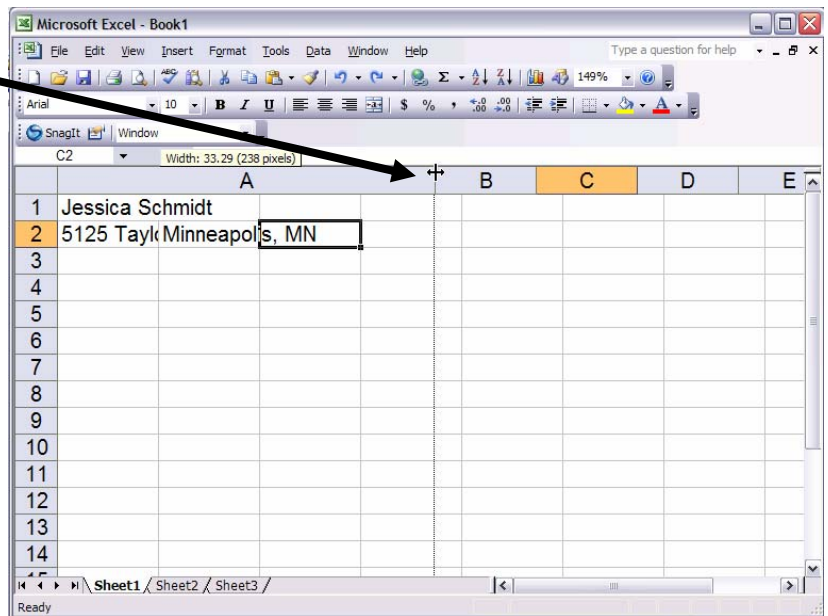 Microsoft Excel - Book1
File Edit View Insert Format Tools Data Window Help Type a question for help
Σ 149%
Arial 10 B I U $ % , A
SnagIt Window
C2 Width: 33.29 (238 pixels)
A B C D E
1 Jessica Schmidt
2 5125 Taylo Minneapolis, MN
3
4
5
6
7
8
9
10
11
12
13
14
Sheet1 / Sheet2 / Sheet3 /
Ready